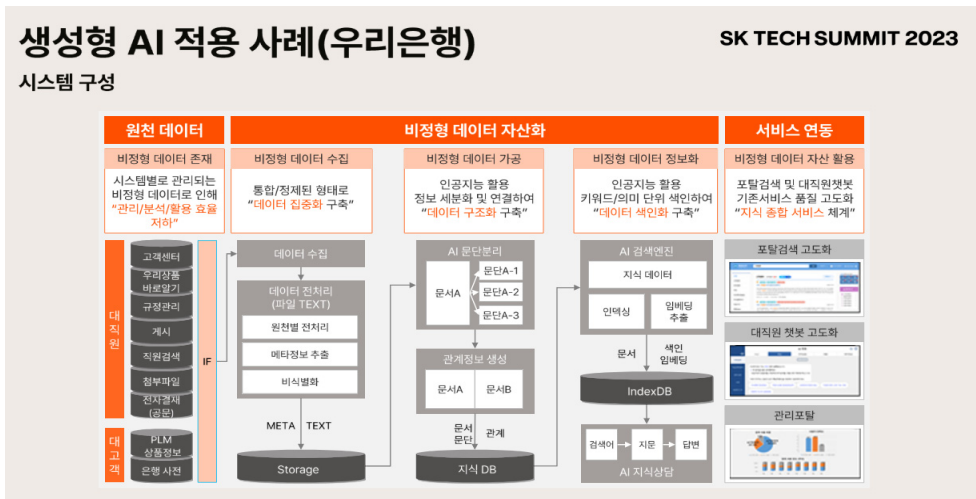 생성형 AI 적용 사례(우리은행)
SK TECH SUMMIT 2023
시스템 구성
원천 데이터
비정형 데이터 자산화
서비스 연동
비정형 데이터 존재
비정형 데이터 수집
비정형 데이터 가공
비정형 데이터 정보화
비정형 데이터 자산 활용
시스템별로 관리되는
비정형 데이터로 인해
“관리/분석/활용 효율
저하”
통합/정제된 형태로
“데이터 집중화 구축”
인공지능 활용
정보 세분화 및 연결하여
“데이터 구조화 구축”
인공지능 활용
키워드/의미 단위 색인하여
“데이터 색인화 구축”
포탈검색 및 대직원챗봇
기존서비스 품질 고도화
“지식 종합 서비스 체계”
대직원
고객센터
우리상품
바로알기
규정관리
게시
직원검색
첨부파일
전자결재
(공문)
대고객
PLM
상품정보
은행 사전
IF
데이터 수집
데이터 전처리
(파일 TEXT)
원천별 전처리
메타정보 추출
비식별화
META
TEXT
Storage
AI 문단분리
문서A
문단A-1
문단A-2
문단A-3
관계정보 생성
문서A
문서B
문서
문단
관계
지식 DB
AI 검색엔진
지식 데이터
인덱싱
임베딩
추출
문서
색인
임베딩
IndexDB
검색어
지문
답변
AI 지식상담
포탈검색 고도화
대직원 챗봇 고도화
관리포탈